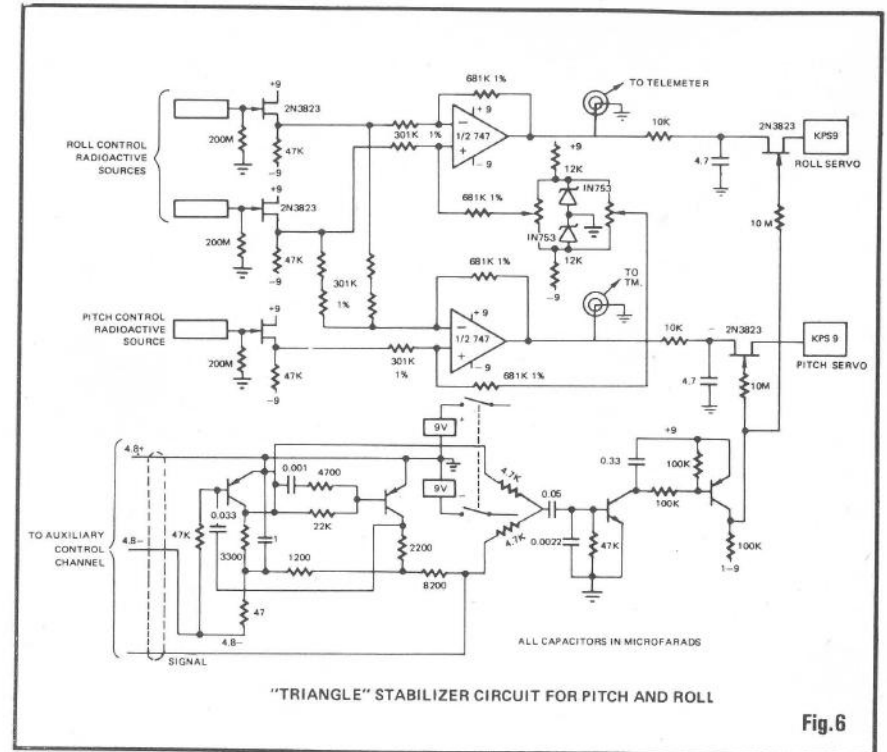 +9
681K 1%
TO TELEMETER
+ 9
2N3823
2N3823
10K
KPS9
200M
301K 1%
1/2 747
ROLL CONTROL
RADIOACTIVE
SOURCES
47K
- 9
+9
4.7
ROLL SERVO
-9
+9
12K
2N3823
681K 1%
IN753
200M
47K
IN753
10 M
-9
681K 1%
12K
301K
1%
TO
TM.
PITCH CONTROL
RADIOACTIVE
SOURCE
+9
+ 9
-9
10K
2N3823
KPS 9
1/2 747
200M
301K
1%
PITCH SERVO
47K
1-9
681K 1%
4.7
10M
-9
4.8+
9V
+
+9
0.001
4700
0.33
100K
4.7K
9V
-
0.05
0.033
TO AUXILIARY
CONTROL
CHANNEL
47K
22K
100K
4.8-
3300
1
1200
2200
4.7K
0.0022
47K
100K
8200
1-9
47
4.8-
ALL CAPACITORS IN MICROFARADS
SIGNAL
"TRIANGLE" STABILIZER CIRCUIT FOR PITCH AND ROLL
Fig.6